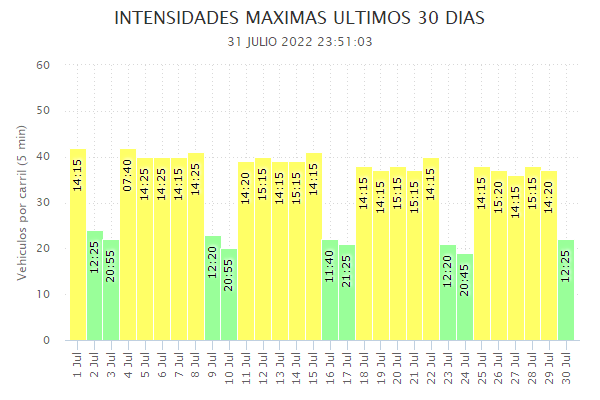 INTENSIDADES MAXIMAS ULTIMOS 30 DIAS
31 JULIO 2022 23:51:03
Vehiculos por carril (5 min)
60
50
40
30
20
10
0
14:15
12:25
20:55
07:40
14:25
14:25
14:15
14:25
12:20
20:55
14:20
15:15
14:15
15:15
14:15
11:40
21:25
14:15
14:15
15:15
15:15
14:15
12:20
20:45
14:15
15:20
14:15
15:15
14:20
12:25
1 Jul
2 Jul
3 Jul
4 Jul
5 Jul
6 Jul
7 Jul
8 Jul
9 Jul
10 Jul
11 Jul
12 Jul
13 Jul
14 Jul
15 Jul
16 Jul
17 Jul
18 Jul
19 Jul
20 Jul
21 Jul
22 Jul
23 Jul
24 Jul
25 Jul
26 Jul
27 Jul
28 Jul
29 Jul
30 Jul